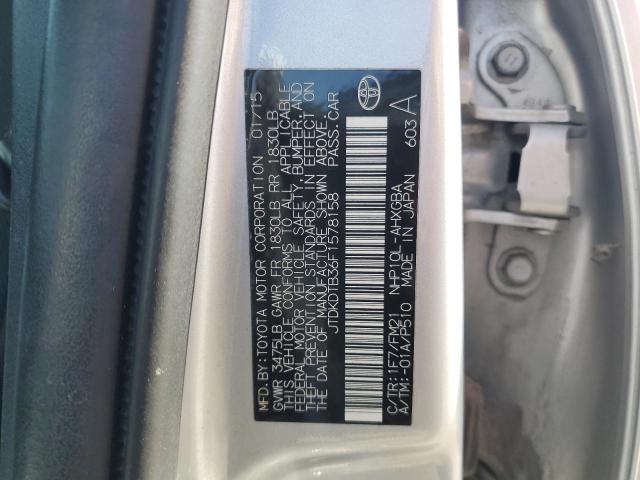 MFD. BY: TOYOTA MOTOR CORPORATION 01/15
GVWR 3475LB GAWR FR 1830LB RR 1830LB
THIS VEHICLE CONFORMS TO ALL APPLICABLE
FEDERAL MOTOR VEHICLE SAFETY, BUMPER, AND
THEFT PREVENTION STANDARDS IN EFFECT ON
THE DATE OF MANUFACTURE SHOWN ABOVE.
JTDKDTB36F1578158 PASS. CAR
C/TR: 1F7/FM21 NHP10L-AHXGBA
A/TM: -01A/P510 MADE IN JAPAN
603 A